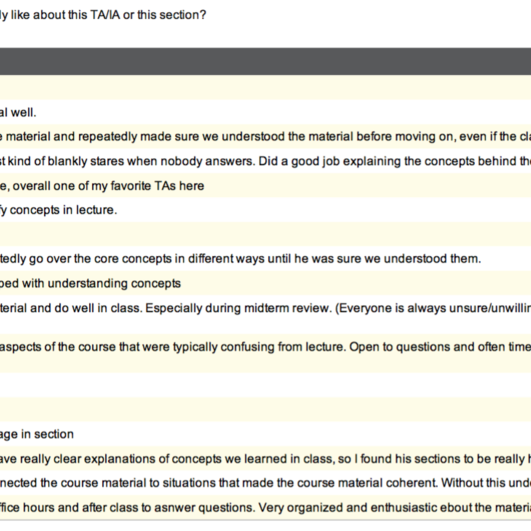 ly like about this TA/IA or this section?
al well.
e material and repeatedly made sure we understood the material before moving on, even if the cla
st kind of blankly stares when nobody answers. Did a good job explaining the concepts behind th
e, overall one of my favorite TAs here
fy concepts in lecture.
tedly go over the core concepts in different ways until he was sure we understood them.
ped with understanding concepts
terial and do well in class. Especially during midterm review. (Everyone is always unsure/unwillin
aspects of the course that were typically confusing from lecture. Open to questions and often time
age in section
ave really clear explanations of concepts we learned in class, so I found his sections to be really h
nected the course material to situations that made the course material coherent. Without this und
ffice hours and after class to asnwer questions. Very organized and enthusiastic ebout the materi